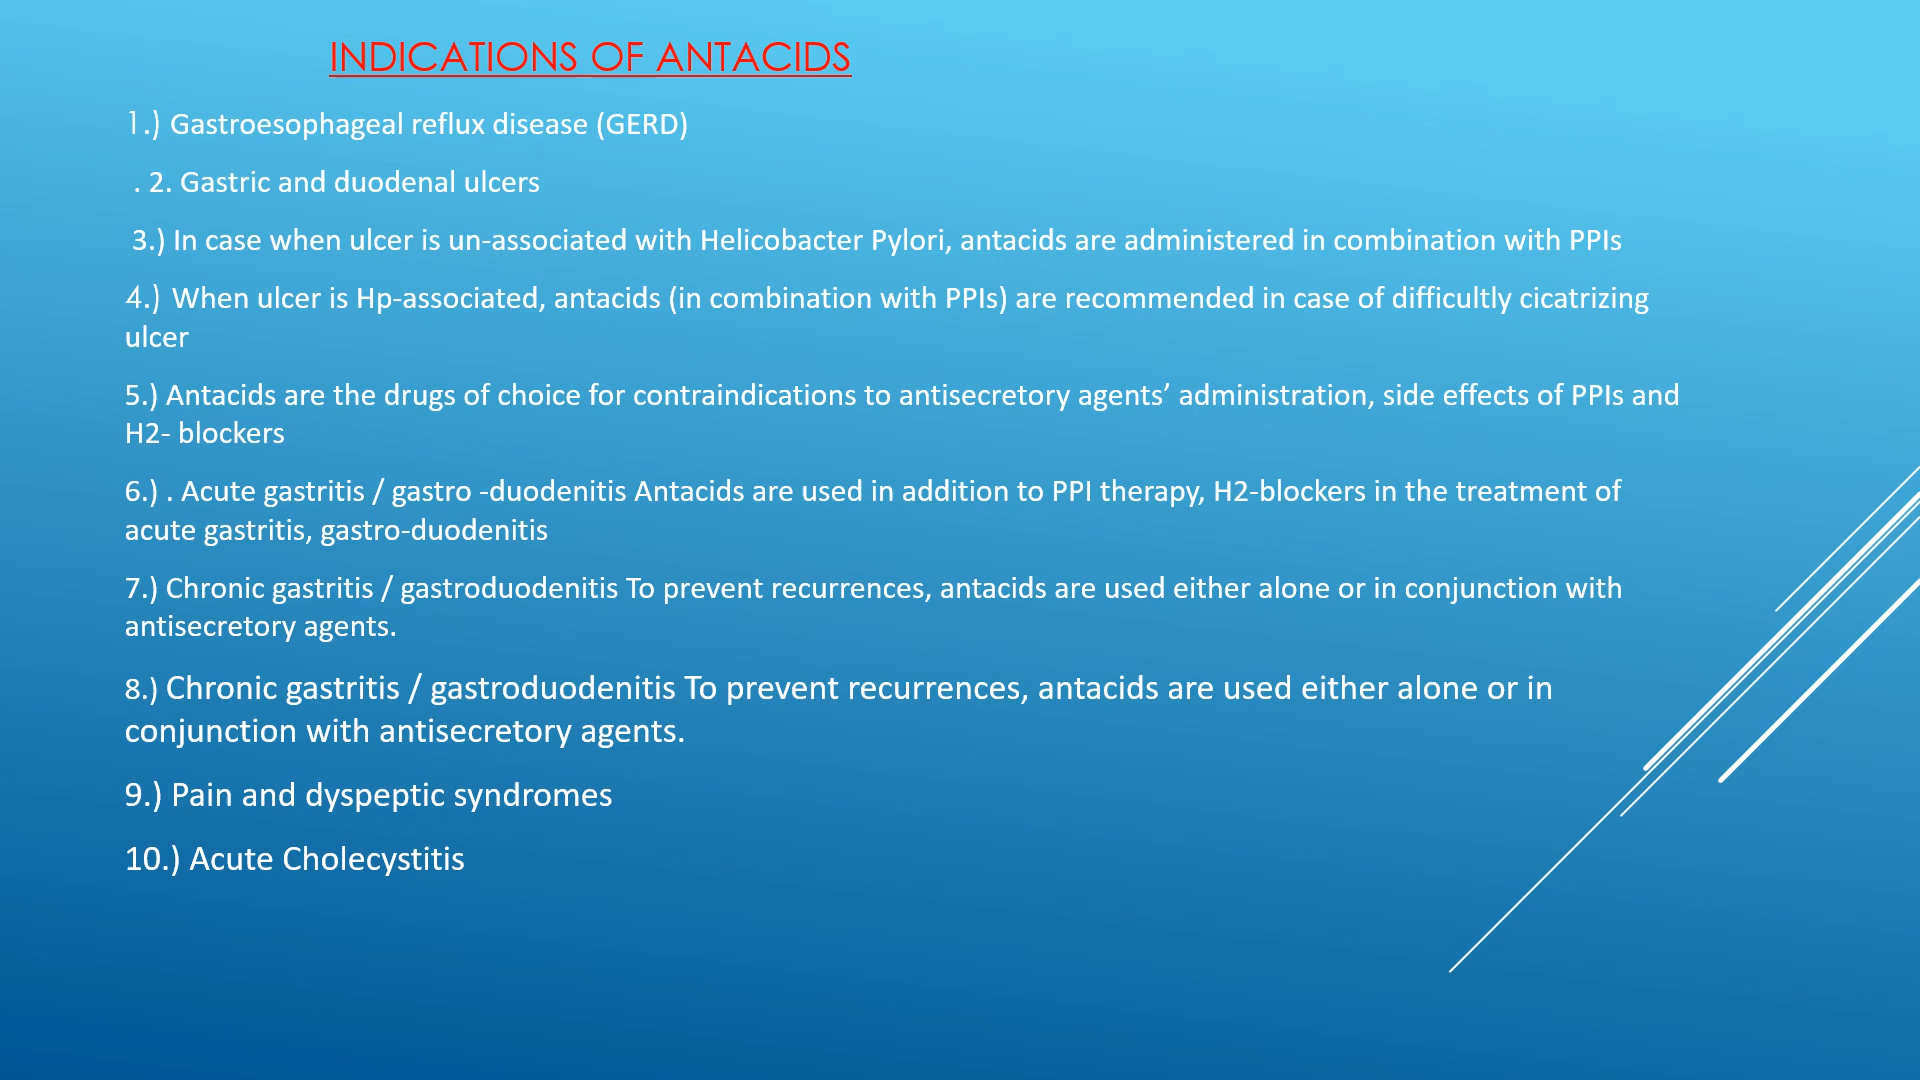 INDICATIONS OF ANTACIDS
1.) Gastroesophageal reflux disease (GERD)
. 2. Gastric and duodenal ulcers
3.) In case when ulcer is un-associated with Helicobacter Pylori, antacids are administered in combination with PPIs
4.) When ulcer is Hp-associated, antacids (in combination with PPIs) are recommended in case of difficultly cicatrizing
ulcer
5.) Antacids are the drugs of choice for contraindications to antisecretory agents’ administration, side effects of PPIs and
H2- blockers
6.) . Acute gastritis / gastro -duodenitis Antacids are used in addition to PPI therapy, H2-blockers in the treatment of
acute gastritis, gastro-duodenitis
7.) Chronic gastritis / gastroduodenitis To prevent recurrences, antacids are used either alone or in conjunction with
antisecretory agents.
8.) Chronic gastritis / gastroduodenitis To prevent recurrences, antacids are used either alone or in
conjunction with antisecretory agents.
9.) Pain and dyspeptic syndromes
10.) Acute Cholecystitis